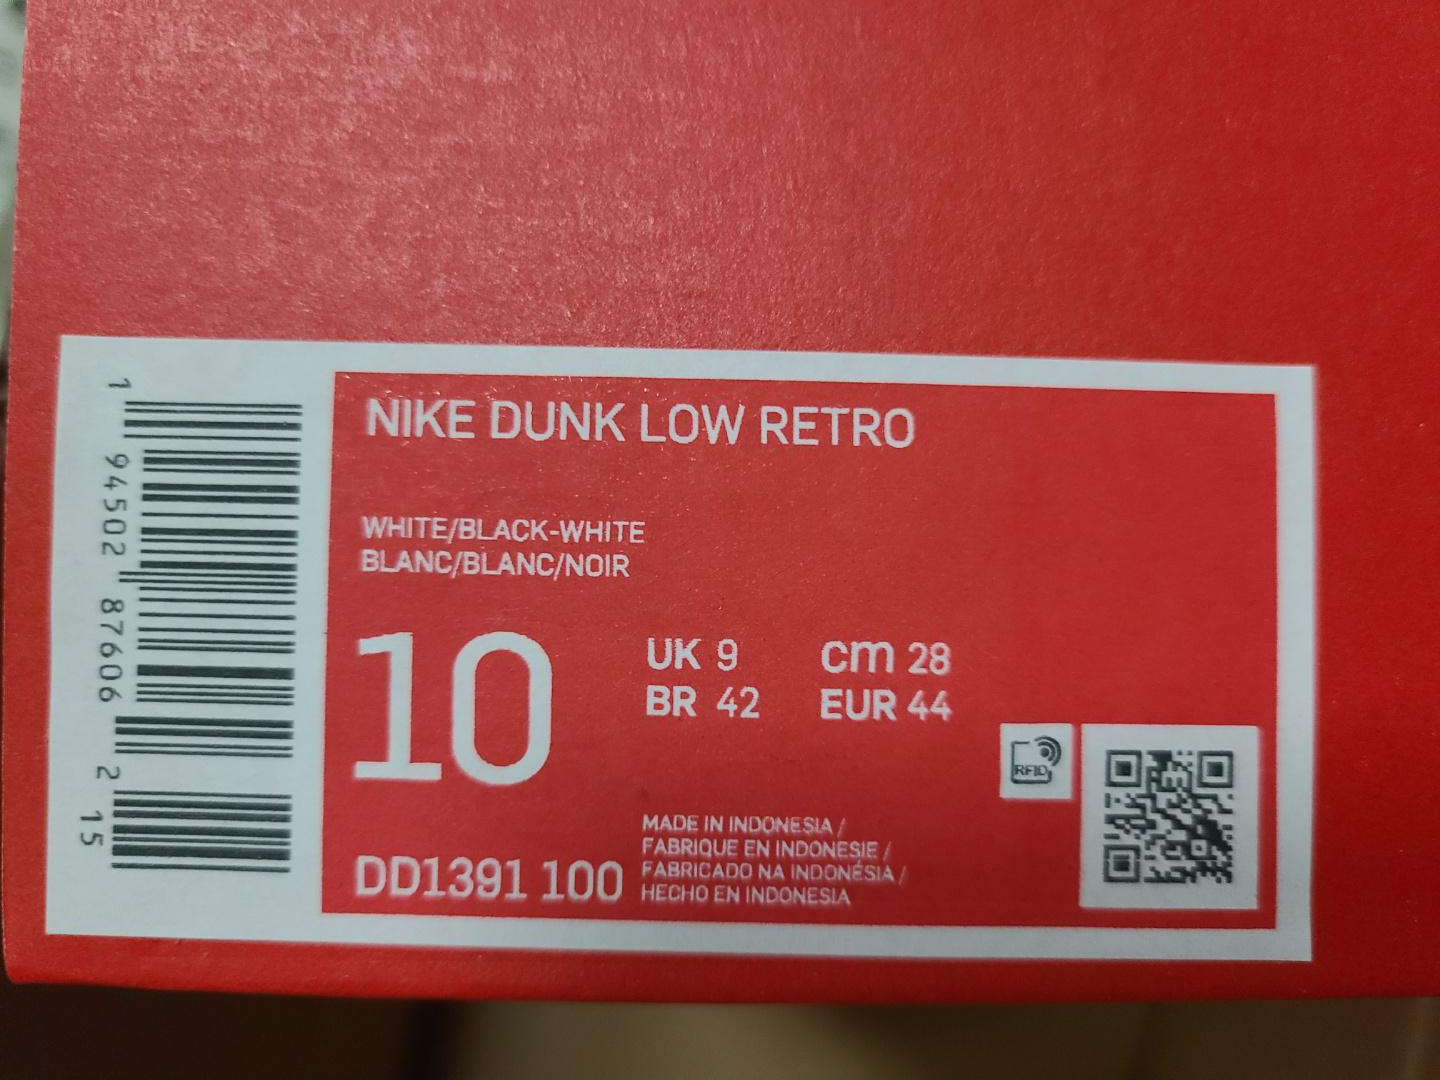 1 94502 87606 2 15
NIKE DUNK LOW RETRO
WHITE/BLACK-WHITE
BLANC/BLANC/NOIR
10
UK 9 cm 28
BR 42 EUR 44
RFID
DD1391 100
MADE IN INDONESIA /
FABRIQUE EN INDONESIE /
FABRICADO NA INDONÉSIA /
HECHO EN INDONESIA